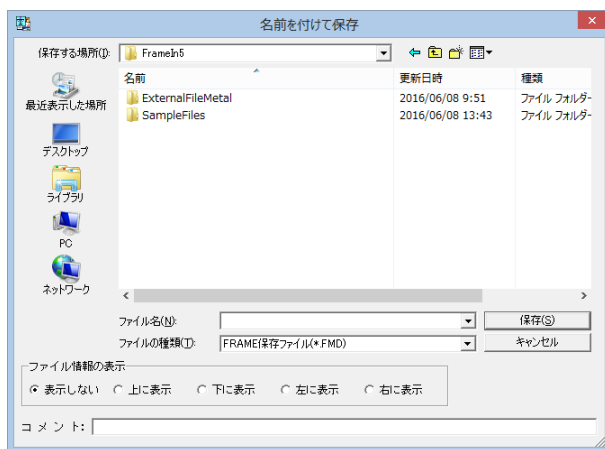 名前を付けて保存
保存する場所(I): FrameIn5
名前 更新日時 種類
ExternalFileMetal 2016/06/08 9:51 ファイル フォルダー
SampleFiles 2016/06/08 13:43 ファイル フォルダー
最近表示した場所
デスクトップ
ライブラリ
PC
ネットワーク
ファイル名(N): 保存(S)
ファイルの種類(T): FRAME(保存ファイル(*.FMD) キャンセル
ファイル情報の表示
表示しない 上に表示 下に表示 左に表示 右に表示
コメント: